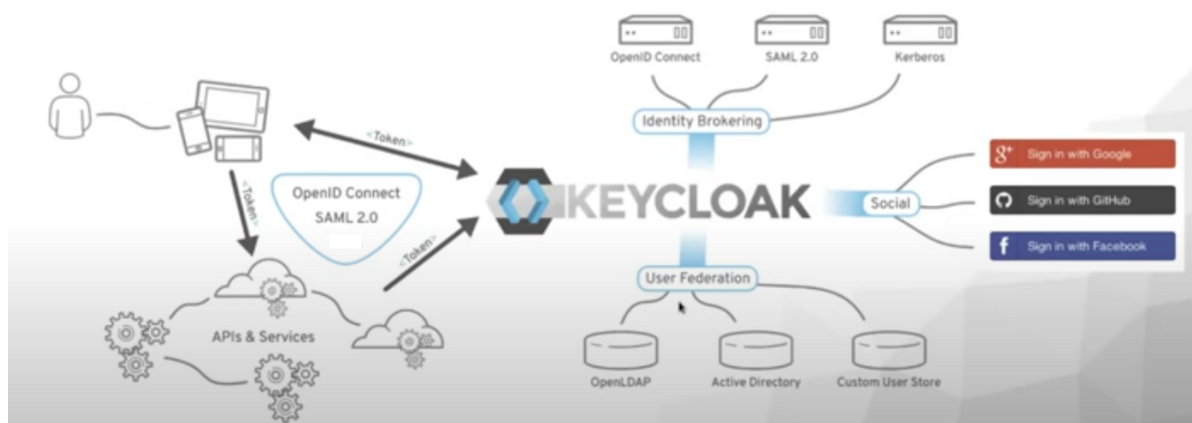 OpenID Connect
SAML 2.0
Kerberos
Identity Brokering
<Token>
<Token>
OpenID Connect
SAML 2.0
<Token>
KEYCLOAK
Social
g+ Sign in with Google
Sign in with GitHub
f Sign in with Facebook
User Federation
APIs & Services
OpenLDAP
Active Directory
Custom User Store